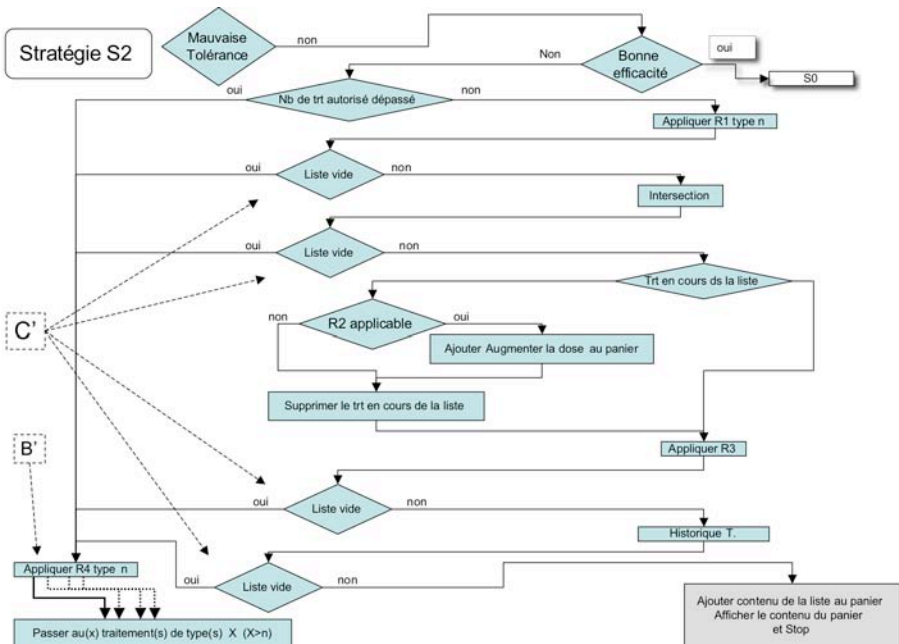 Stratégie S2
Mauvaise
Tolérance
non
Bonne
efficacité
oui
S0
Non
oui
Nb de trt autorisé dépassé
non
Appliquer R1 type n
oui
Liste vide
non
Intersection
oui
Liste vide
non
Trt en cours ds la liste
C'
non
R2 applicable
oui
Ajouter Augmenter la dose au panier
Supprimer le trt en cours de la liste
B'
Appliquer R3
oui
Liste vide
non
Historique T.
Appliquer R4 type n
oui
Liste vide
non
Ajouter contenu de la liste au panier
Afficher le contenu du panier
et Stop
Passer au(x) traitement(s) de type(s) X (X>n)